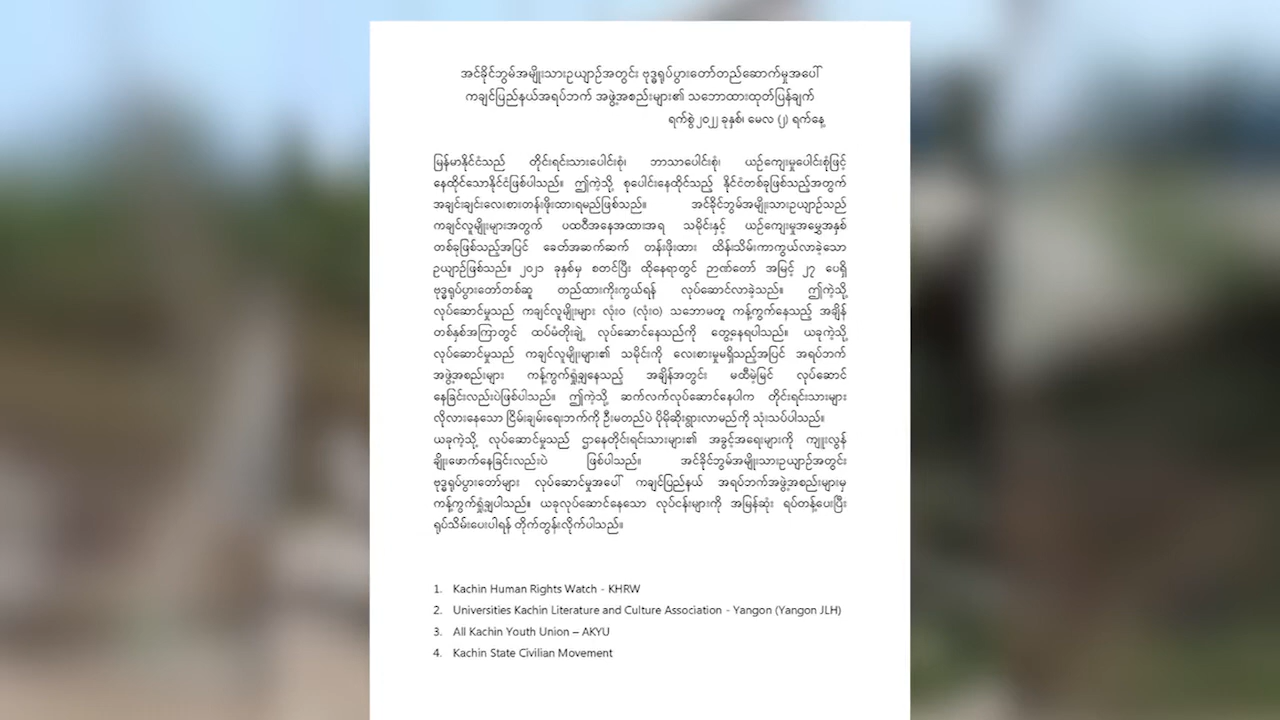 အင်ခိုင်ဘွမ်အမျိုးသားဥယျာဉ်အတွင်း ဗုဒ္ဓရုပ်ပွားတော်တည်ဆောက်မှုအပေါ်
ကချင်ပြည်နယ်အရပ်ဘက် အဖွဲ့အစည်းများ၏ သဘောထားထုတ်ပြန်ချက်
ရက်စွဲ၂၀၂၂ ခုနှစ်၊ မေလ (၂) ရက်နေ့
မြန်မာနိုင်ငံသည် တိုင်းရင်းသားပေါင်းစုံ၊ ဘာသာပေါင်းစုံ၊ ယဉ်ကျေးမှုပေါင်းစုံဖြင့်
နေထိုင်သောနိုင်ငံဖြစ်ပါသည်။ ဤကဲ့သို့ စုပေါင်းနေထိုင်သည့် နိုင်ငံတစ်ခုဖြစ်သည့်အတွက်
အချင်းချင်းလေးစားတန်းဖိုးထားရမည်ဖြစ်သည်။ အင်ခိုင်ဘွမ်အမျိုးသားဥယျာဉ်သည်
ကချင်လူမျိုးများအတွက် ပထဝီအနေအထားအရ သမိုင်းနှင့် ယဉ်ကျေးမှုအမွေအနှစ်
တစ်ခုဖြစ်သည့်အပြင် ခေတ်အဆက်ဆက် တန်းဖိုးထား ထိန်းသိမ်းကာကွယ်လာခဲ့သော
ဥယျာဉ်ဖြစ်သည်။ ၂၀၂၁ ခုနှစ်မှ စတင်ပြီး ထိုနေရာတွင် ဉာဏ်တော် အမြင့် ၂၇ ပေရှိ
ဗုဒ္ဓရုပ်ပွားတော်တစ်ဆူ တည်ထားကိုးကွယ်ရန် လုပ်ဆောင်လာခဲ့သည်။ ဤကဲ့သို့
လုပ်ဆောင်မှုသည် ကချင်လူမျိုးများ လုံးဝ (လုံးဝ) သဘောမတူ ကန့်ကွက်နေသည့် အချိန်
တစ်နှစ်အကြာတွင် ထပ်မံတိုးချဲ့ လုပ်ဆောင်နေသည်ကို တွေ့နေရပါသည်။ ယခုကဲ့သို့
လုပ်ဆောင်မှုသည် ကချင်လူမျိုးများ၏ သမိုင်းကို လေးစားမှုမရှိသည့်အပြင် အရပ်ဘက်
အဖွဲ့အစည်းများ ကန့်ကွက်ရှုံ့ချနေသည့် အချိန်အတွင်း မထီမဲ့မြင် လုပ်ဆောင်
နေခြင်းလည်းပဲဖြစ်ပါသည်။ ဤကဲ့သို့ ဆက်လက်လုပ်ဆောင်နေပါက တိုင်းရင်းသားများ
လိုလားနေသော ငြိမ်းချမ်းရေးဘက်ကို ဦးမတည်ပဲ ပိုမိုဆိုးရွားလာမည်ကို သုံးသပ်ပါသည်။
ယခုကဲ့သို့ လုပ်ဆောင်မှုသည် ဌာနေတိုင်းရင်းသားများ၏ အခွင့်အရေးများကို ကျူးလွန်
ချိုးဖောက်နေခြင်းလည်းပဲ ဖြစ်ပါသည်။ အင်ခိုင်ဘွမ်အမျိုးသားဥယျာဉ်အတွင်း
ဗုဒ္ဓရုပ်ပွားတော်များ လုပ်ဆောင်မှုအပေါ် ကချင်ပြည်နယ် အရပ်ဘက်အဖွဲ့အစည်းများမှ
ကန့်ကွက်ရှုံ့ချပါသည်။ ယခုလုပ်ဆောင်နေသော လုပ်ငန်းများကို အမြန်ဆုံး ရပ်တန့်ပေးပြီး
ရုပ်သိမ်းပေးပါရန် တိုက်တွန်းလိုက်ပါသည်။
1. Kachin Human Rights Watch - KHRW
2. Universities Kachin Literature and Culture Association - Yangon (Yangon JLH)
3. All Kachin Youth Union – AKYU
4. Kachin State Civilian Movement